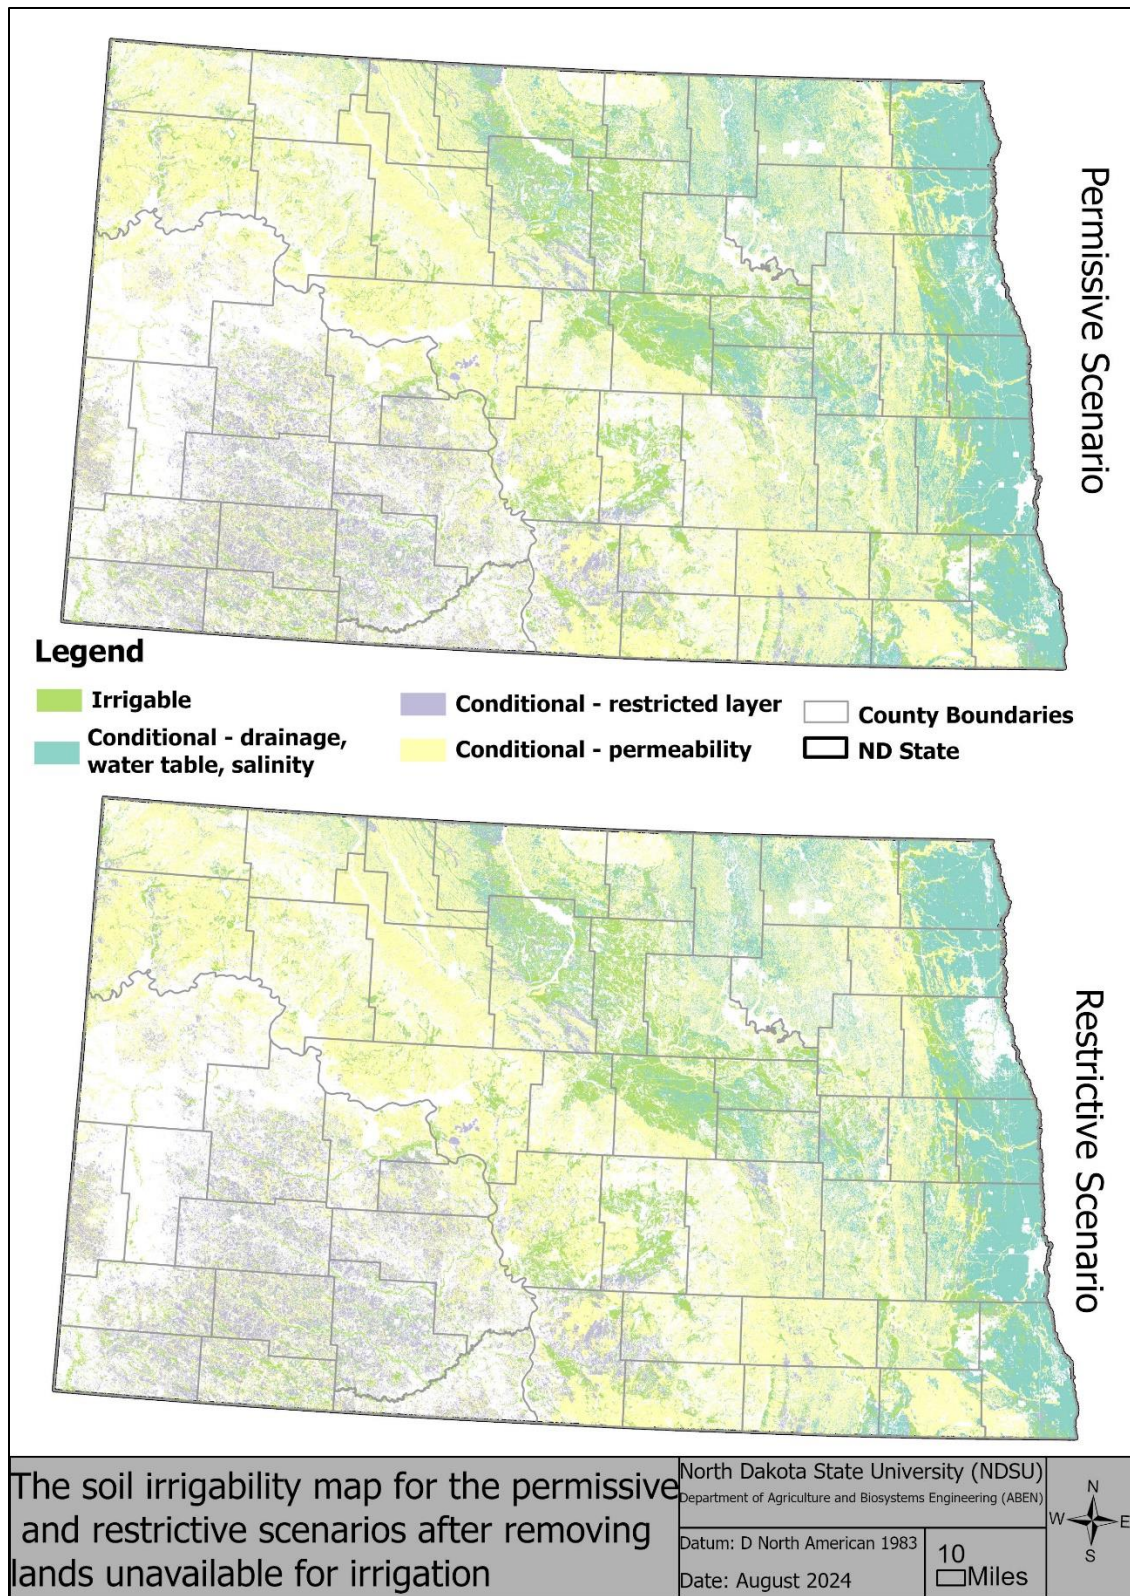 Permissive Scenario
Legend
Irrigable
Conditional - drainage,
water table, salinity
Conditional - restricted layer
Conditional - permeability
County Boundaries
ND State
Restrictive Scenario
The soil irrigability map for the permissive
and restrictive scenarios after removing
lands unavailable for irrigation
North Dakota State University (NDSU)
Department of Agriculture and Biosystems Engineering (ABEN)
Datum: D North American 1983
Date: August 2024
10
Miles
N
W E
S